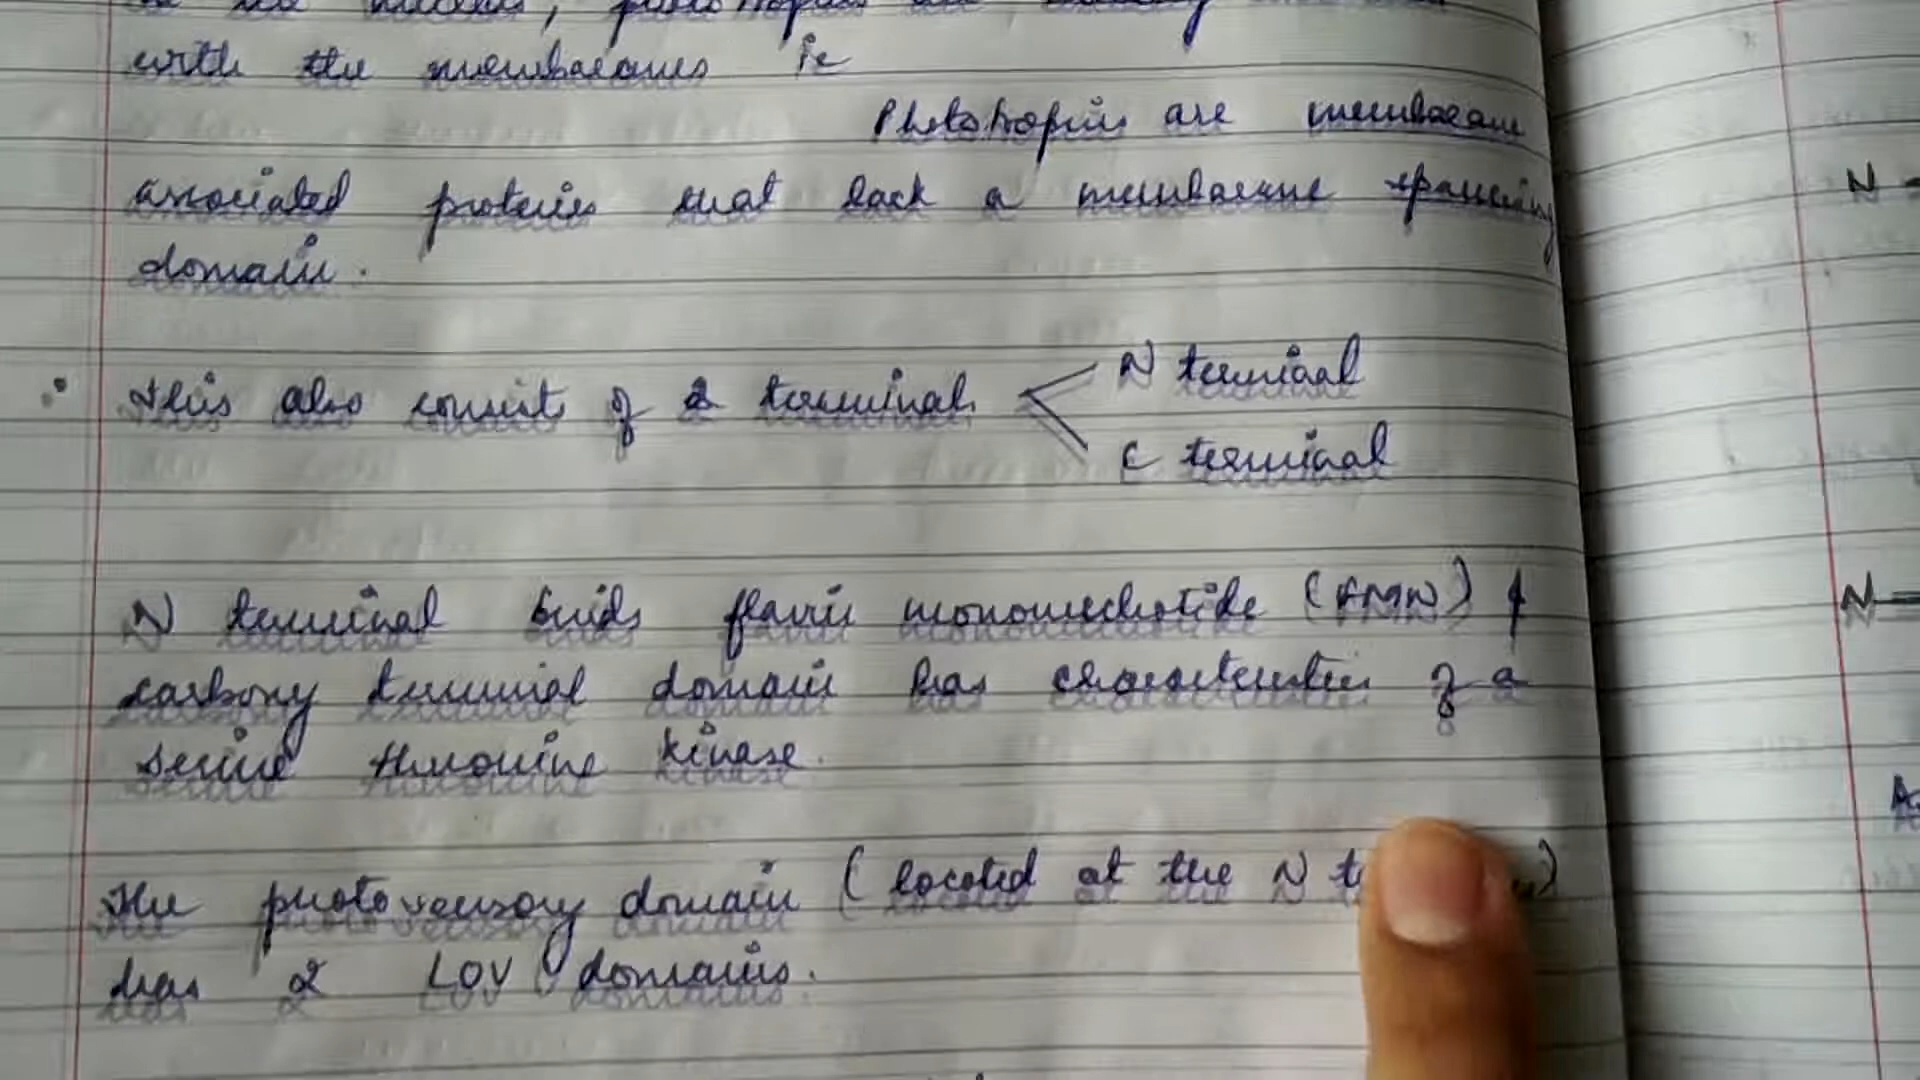 with the membranes ie
Phototropins are membrane
associated proteins that lack a membrane spanning
domain.
This also consist of 2 terminals
N terminal
C terminal
N terminal binds flavin mononucleotide (FMN) &
carboxy terminal domain has characteristics of a
serine threonine kinase.
The photosensory domain (located at the N
has 2 LOV domains.
N
N